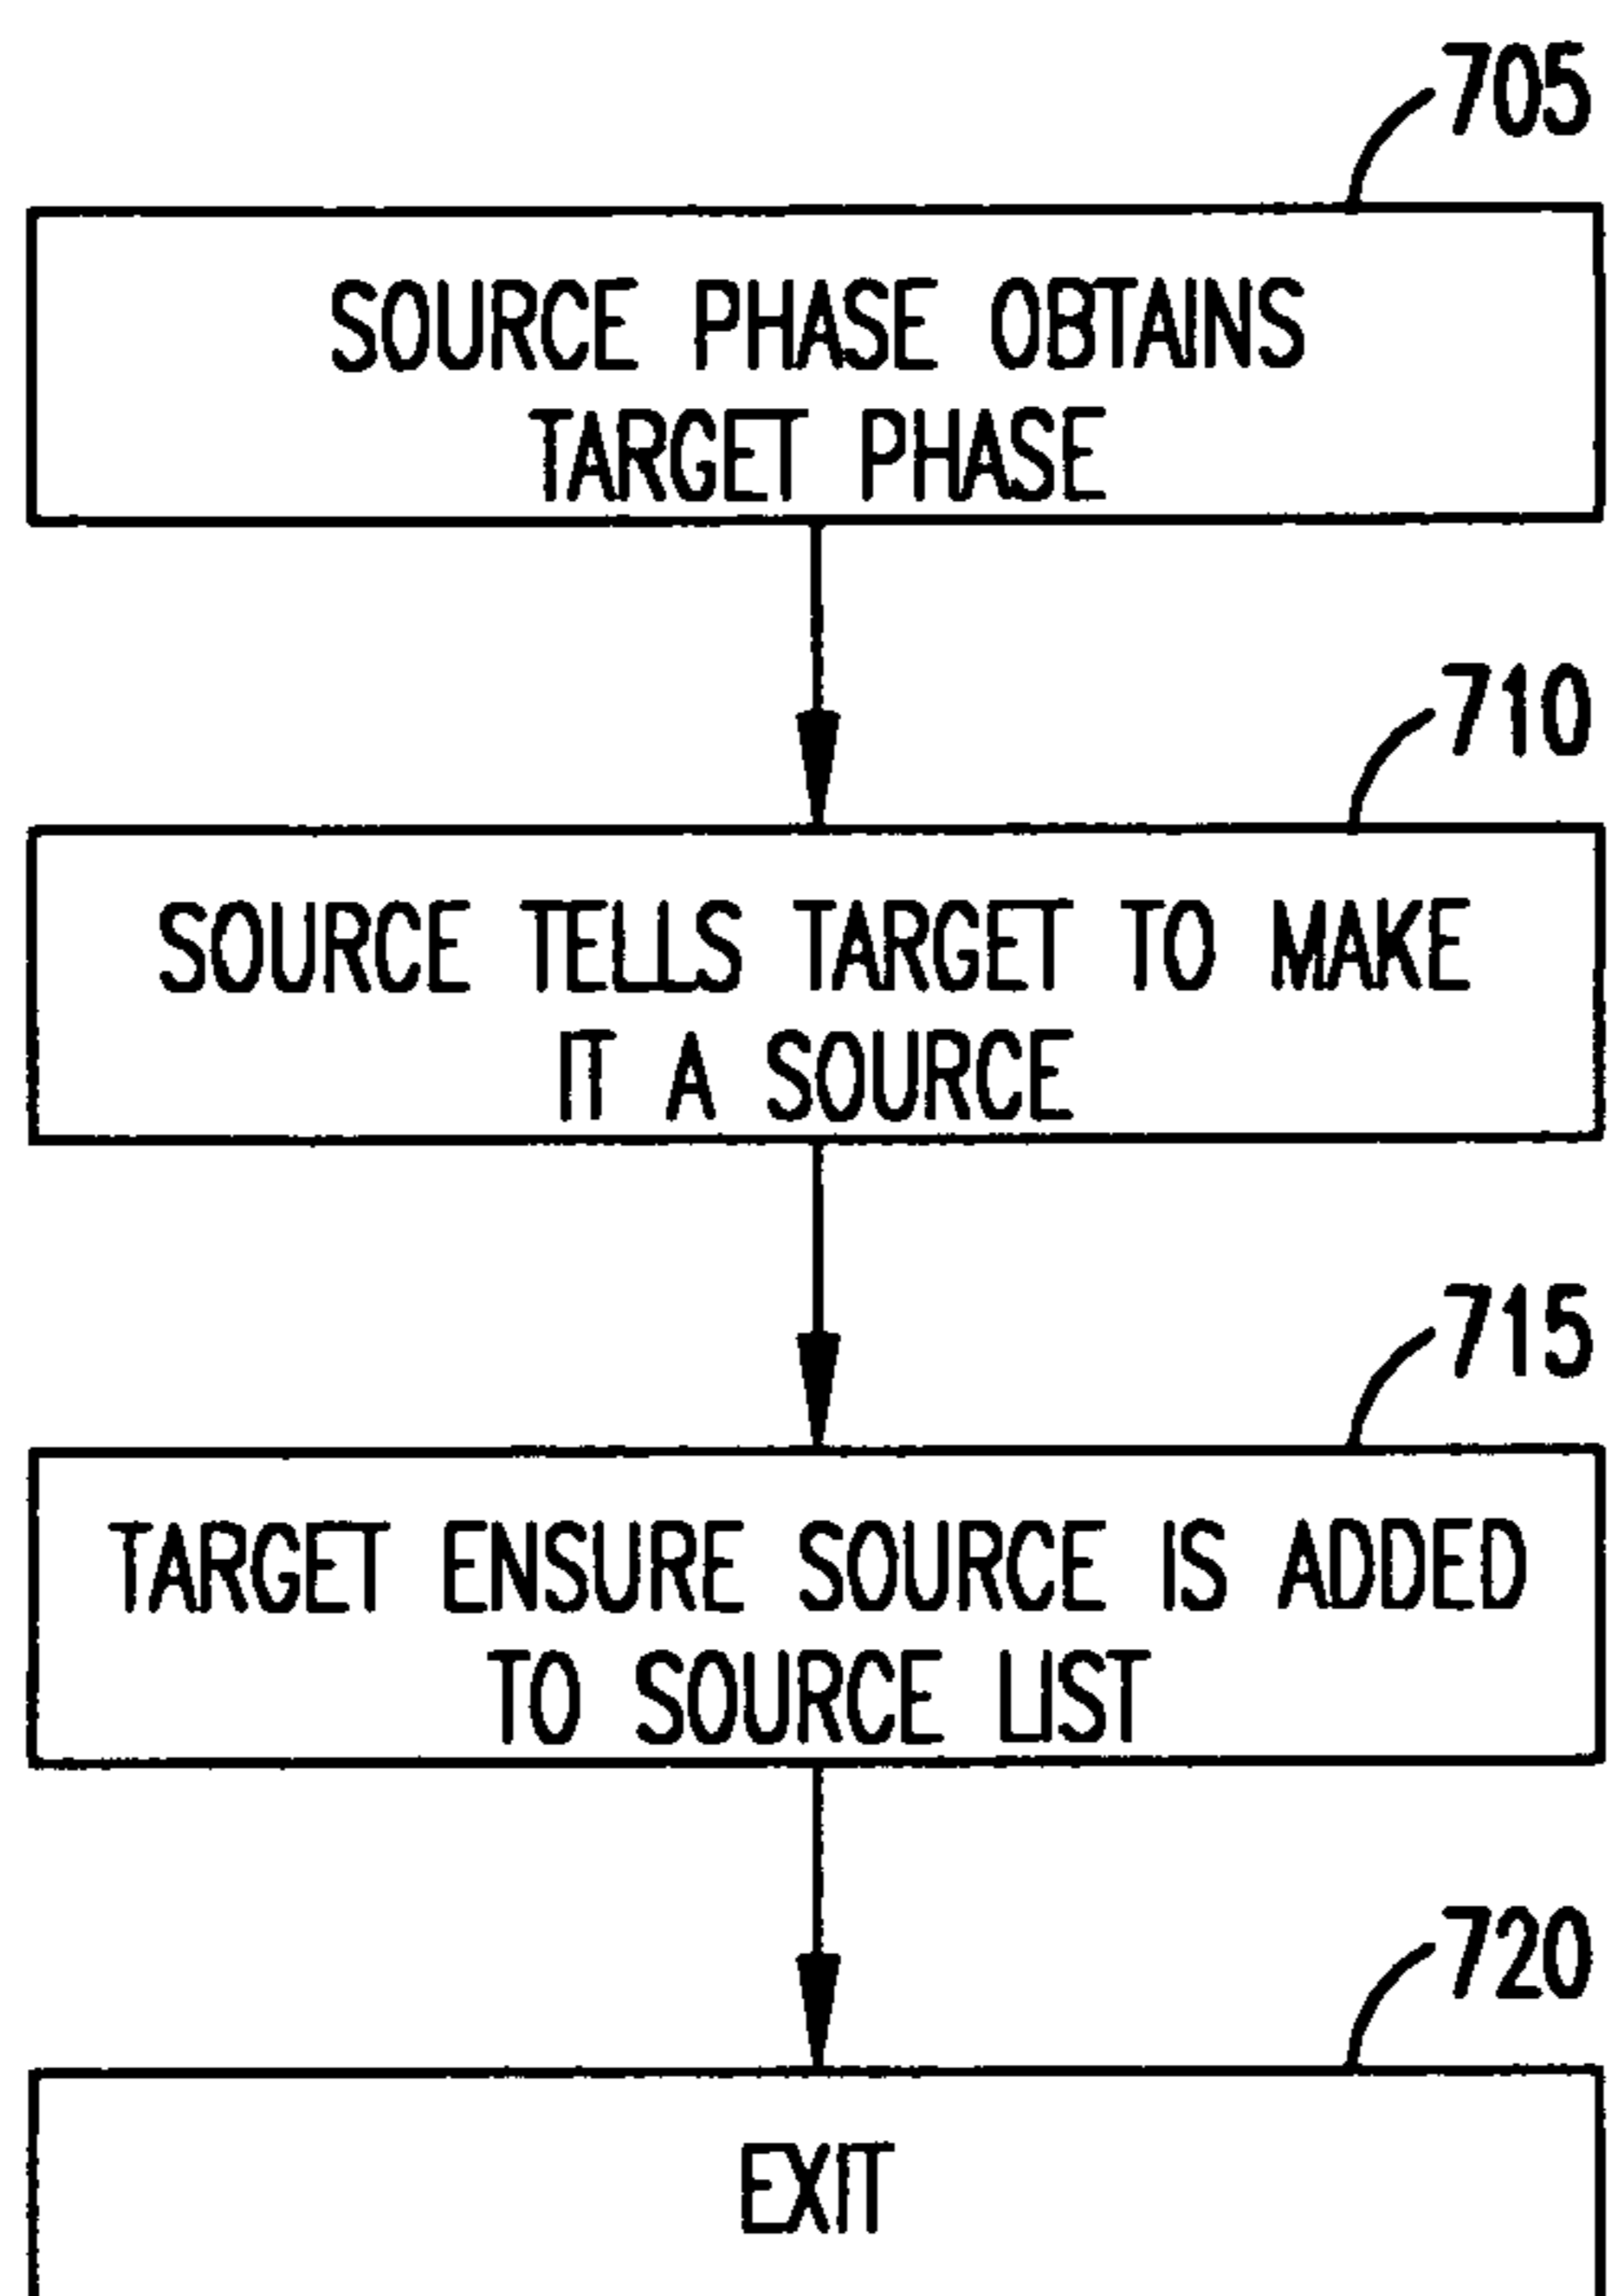 705
SOURCE PHASE OBTAINS
TARGET PHASE
710
SOURCE TELLS TARGET TO MAKE
IT A SOURCE
715
TARGET ENSURE SOURCE IS ADDED
TO SOURCE LIST
720
EXIT